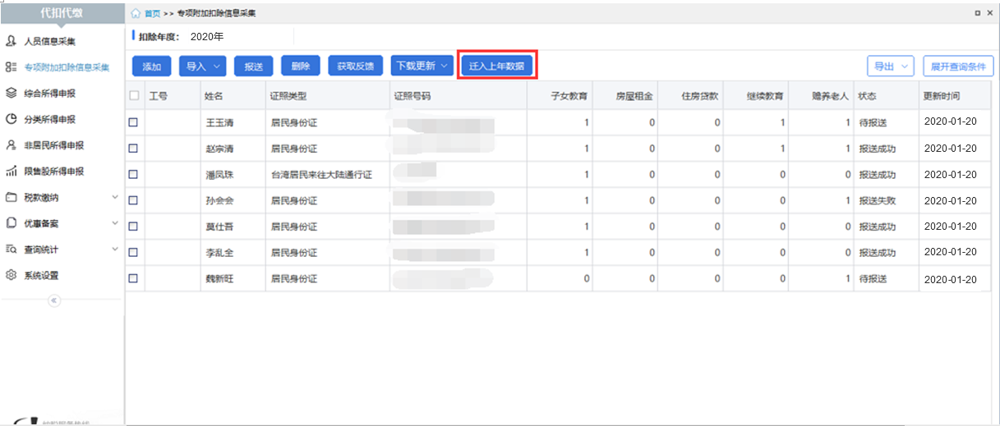 代扣代缴
首页 >> 专项附加扣除信息采集
人员信息采集
专项附加扣除信息采集
综合所得申报
分类所得申报
非居民所得申报
限售股所得申报
税款缴纳
优惠备案
查询统计
系统设置
扣除年度： 2020年
添加 导入 报送 删除 获取反馈 下载更新 迁入上年数据 导出 展开查询条件
工号 姓名 证照类型 证照号码 子女教育 房屋租金 住房贷款 继续教育 赡养老人 状态 更新时间
王玉清 居民身份证 1 0 0 1 1 待报送 2020-01-20
赵宗清 居民身份证 1 0 0 1 1 报送成功 2020-01-20
潘凤珠 台湾居民来往大陆通行证 1 0 0 0 0 报送成功 2020-01-20
孙会会 居民身份证 1 0 0 0 1 报送失败 2020-01-20
莫仕吾 居民身份证 1 0 0 0 0 报送成功 2020-01-20
李乱全 居民身份证 1 0 0 0 0 报送成功 2020-01-20
魏新旺 居民身份证 0 0 0 0 1 待报送 2020-01-20